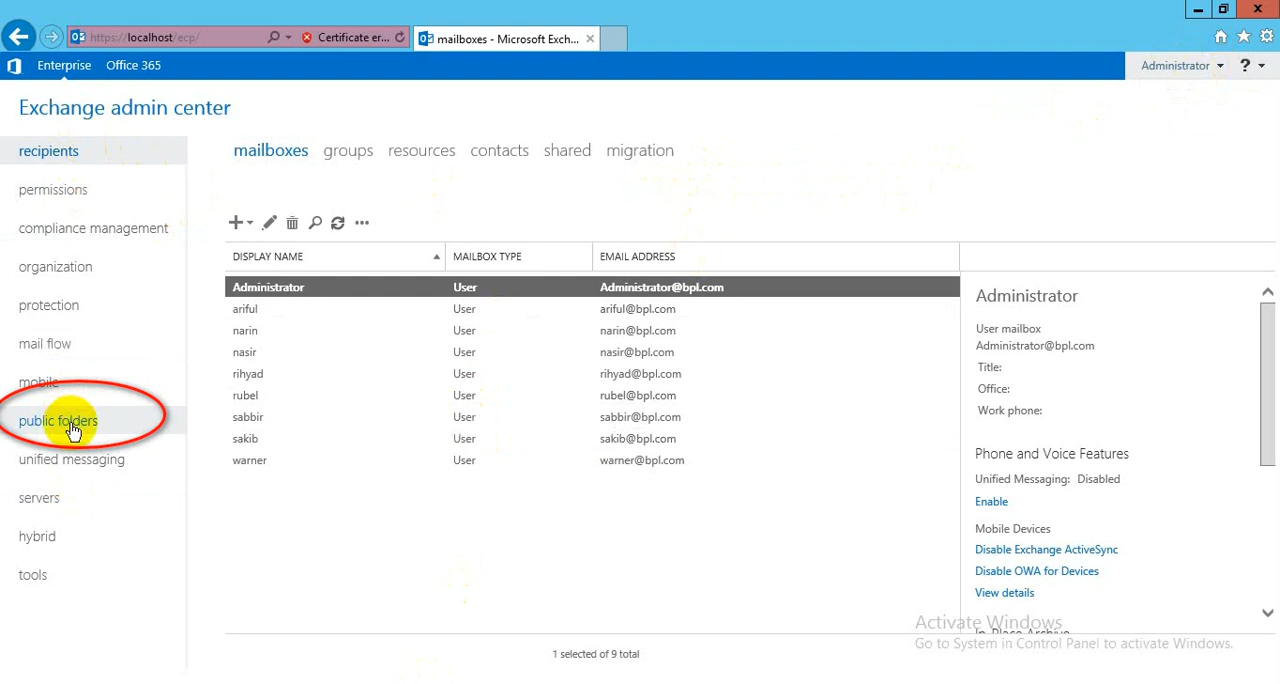 https://localhost/ecp/
Certificate er...
mailboxes - Microsoft Exch...
Enterprise
Office 365
Administrator
?
Exchange admin center
recipients
permissions
compliance management
organization
protection
mail flow
mobile
public folders
unified messaging
servers
hybrid
tools
mailboxes groups resources contacts shared migration
DISPLAY NAME MAILBOX TYPE EMAIL ADDRESS
Administrator User Administrator@bpl.com
ariful User ariful@bpl.com
narin User narin@bpl.com
nasir User nasir@bpl.com
rihyad User rihyad@bpl.com
rubel User rubel@bpl.com
sabbir User sabbir@bpl.com
sakib User sakib@bpl.com
warner User warner@bpl.com
1 selected of 9 total
Administrator
User mailbox
Administrator@bpl.com
Title:
Office:
Work phone:
Phone and Voice Features
Unified Messaging: Disabled
Enable
Mobile Devices
Disable Exchange ActiveSync
Disable OWA for Devices
View details
In-Place Archive
Activate Windows
Go to System in Control Panel to activate Windows.